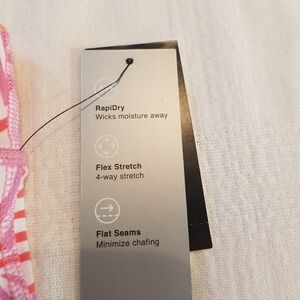 RapiDry
Wicks moisture away
Flex Stretch
4-way stretch
Flat Seams
Minimize chafing